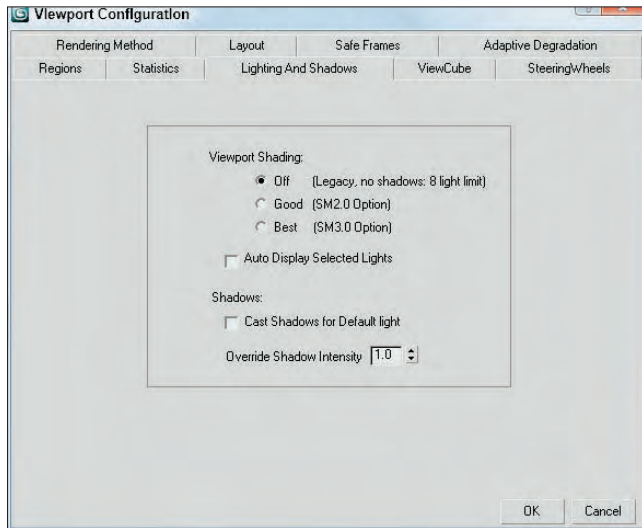 Viewport Configuration
Rendering Method Layout Safe Frames Adaptive Degradation
Regions Statistics Lighting And Shadows ViewCube SteeringWheels
Viewport Shading:
Off (Legacy, no shadows: 8 light limit)
Good (SM2.0 Option)
Best (SM3.0 Option)
Auto Display Selected Lights
Shadows:
Cast Shadows for Default light
Override Shadow Intensity 1.0
OK Cancel